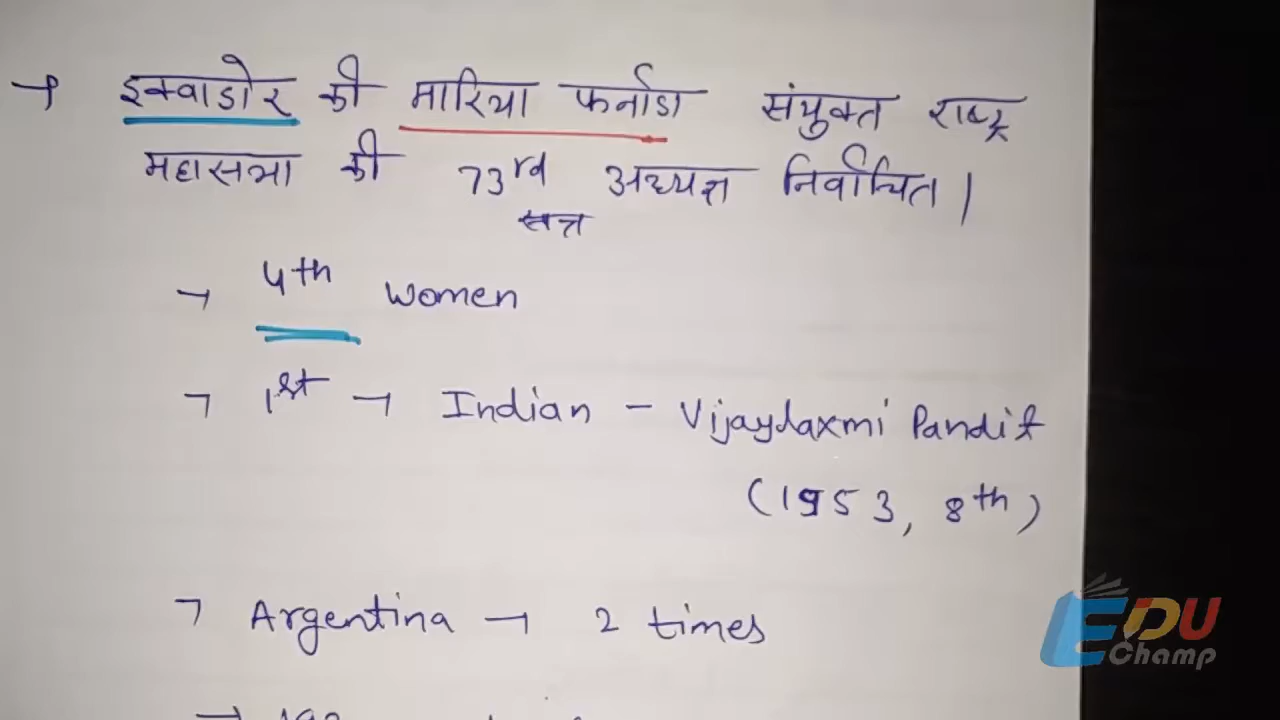 → इक्वाडोर की मारिया फर्नाडा संयुक्त राष्ट्र
महासभा की 73rd अध्यक्ष निर्वाचित।
सत्र
→ 4th women
→ 1st → Indian - Vijaylaxmi Pandit
(1953, 8th)
→ Argentina → 2 times
EDU
Champ